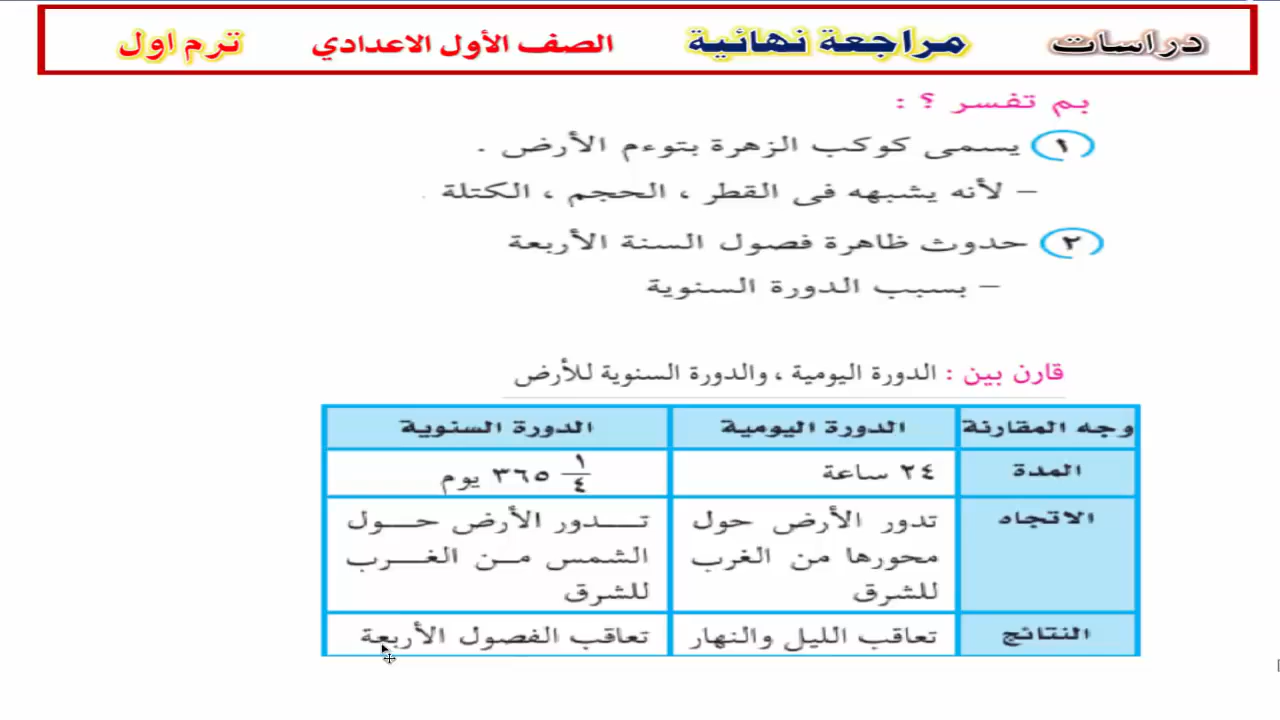 دراسات مراجعة نهائية الصف الأول الاعدادي ترم اول
بم تفسر ؟ :
١ يسمى كوكب الزهرة بتوءم الأرض .
– لأنه يشبهه فى القطر ، الحجم ، الكتلة .
٢ حدوث ظاهرة فصول السنة الأربعة
– بسبب الدورة السنوية
قارن بين : الدورة اليومية ، والدورة السنوية للأرض
وجه المقارنة الدورة اليومية الدورة السنوية
المدة ٢٤ ساعة ١/٤ ٣٦٥ يوم
الاتجاه تدور الأرض حول تدور الأرض حول
محورها من الغرب الشمس من الغرب
للشرق للشرق
النتائج تعاقب الليل والنهار تعاقب الفصول الأربعة